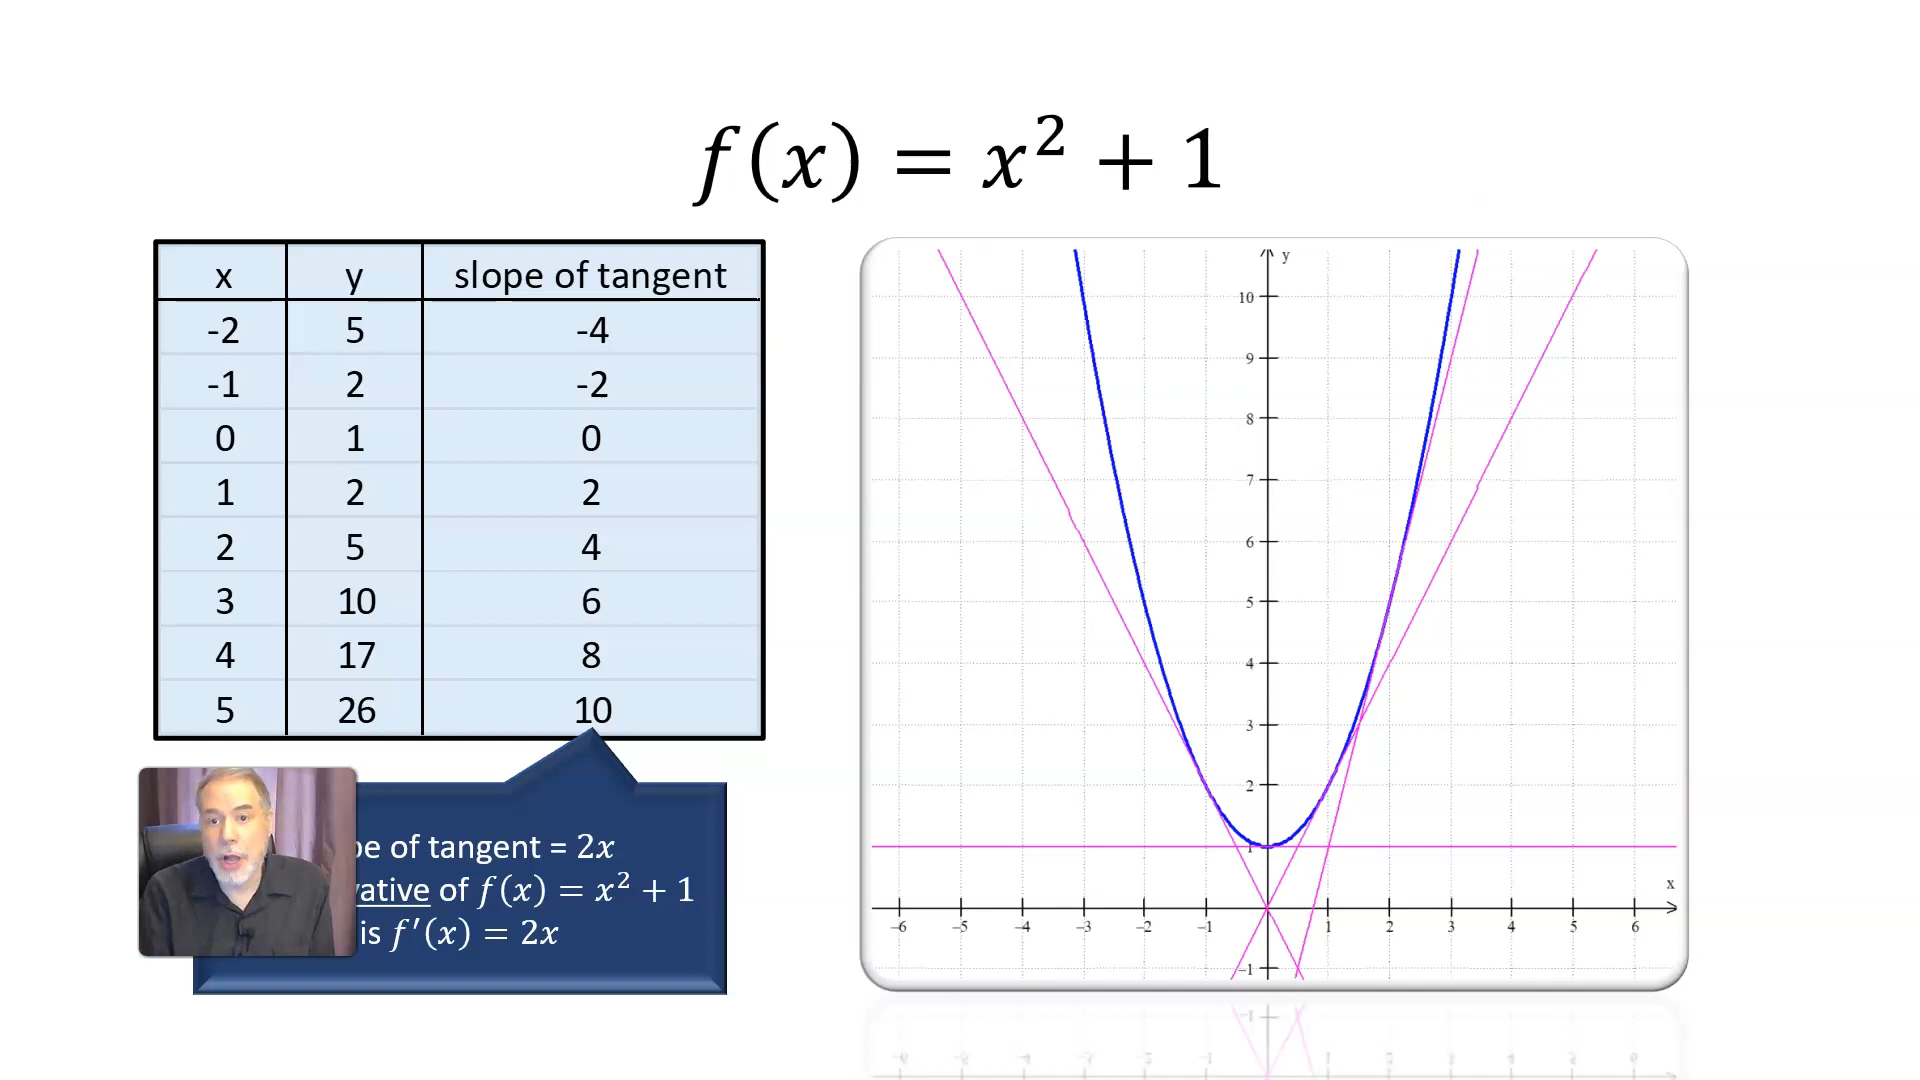 f(x) = x² + 1
x y slope of tangent
-2 5 -4
-1 2 -2
0 1 0
1 2 2
2 5 4
3 10 6
4 17 8
5 26 10
of tangent = 2x
of f(x) = x² + 1
is f′(x) = 2x
y
10
9
8
7
6
5
4
3
2
1
x
−6 −5 −4 −3 −2 −1 1 2 3 4 5 6
−1